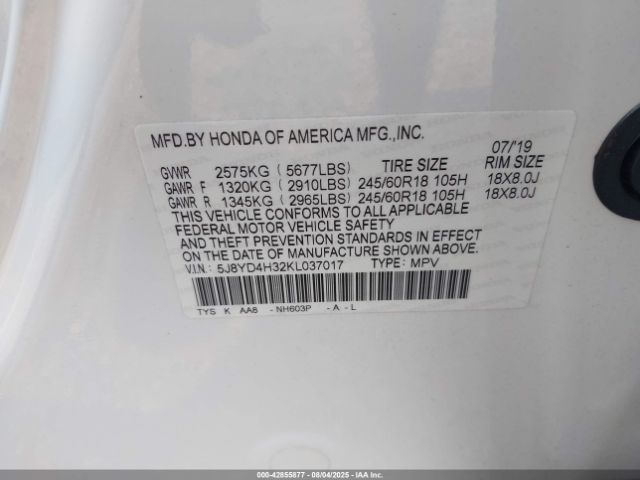 MFD.BY HONDA OF AMERICA MFG.,INC.
07/'19
GVWR 2575KG (5677LBS) TIRE SIZE RIM SIZE
GAWR F 1320KG (2910LBS) 245/60R18 105H 18X8.0J
GAWR R 1345KG (2965LBS) 245/60R18 105H 18X8.0J
THIS VEHICLE CONFORMS TO ALL APPLICABLE
FEDERAL MOTOR VEHICLE SAFETY
AND THEFT PREVENTION STANDARDS IN EFFECT
ON THE DATE OF MANUFACTURE SHOWN ABOVE.
V.I.N.: 5J8YD4H32KL037017 TYPE: MPV
TYS K AA8 -NH603P -A -L
000-42855877 - 08/04/2025 - IAA Inc.